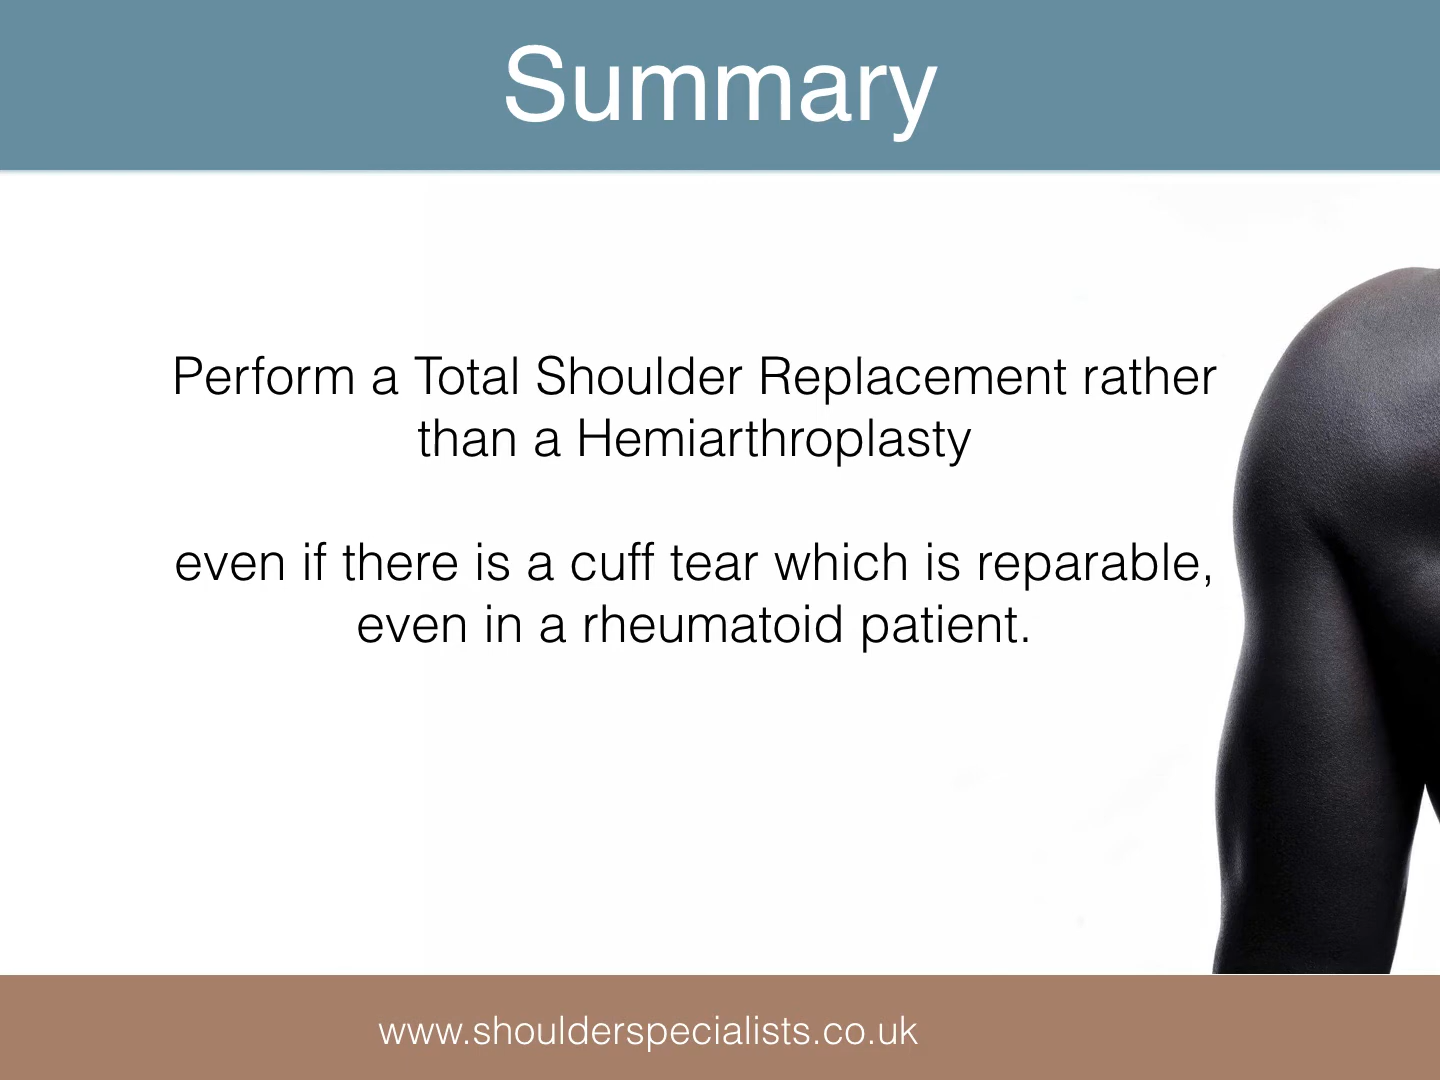 Summary
Perform a Total Shoulder Replacement rather
than a Hemiarthroplasty
even if there is a cuff tear which is reparable,
even in a rheumatoid patient.
www.shoulderspecialists.co.uk